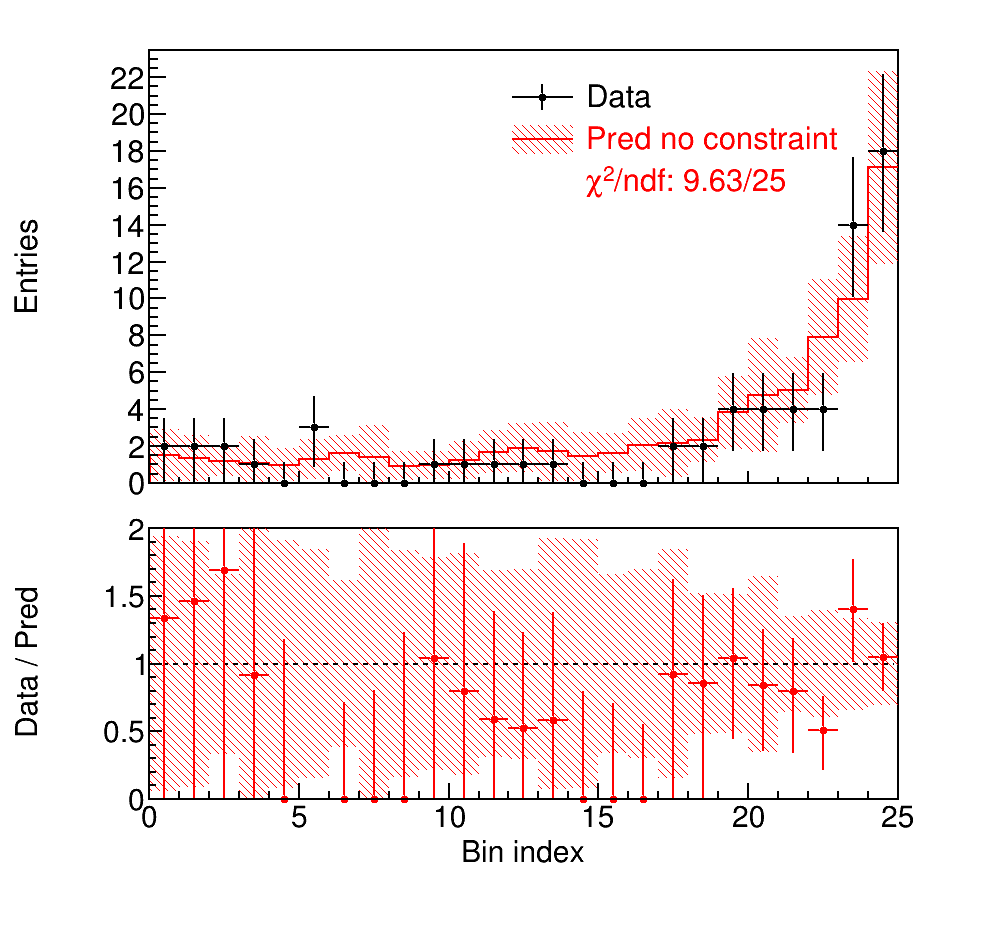 22
20
18
16
14
12
10
8
6
4
2
0
Entries
Data
Pred no constraint
χ²/ndf: 9.63/25
2
1.5
1
0.5
0
Data / Pred
0 5 10 15 20 25
Bin index